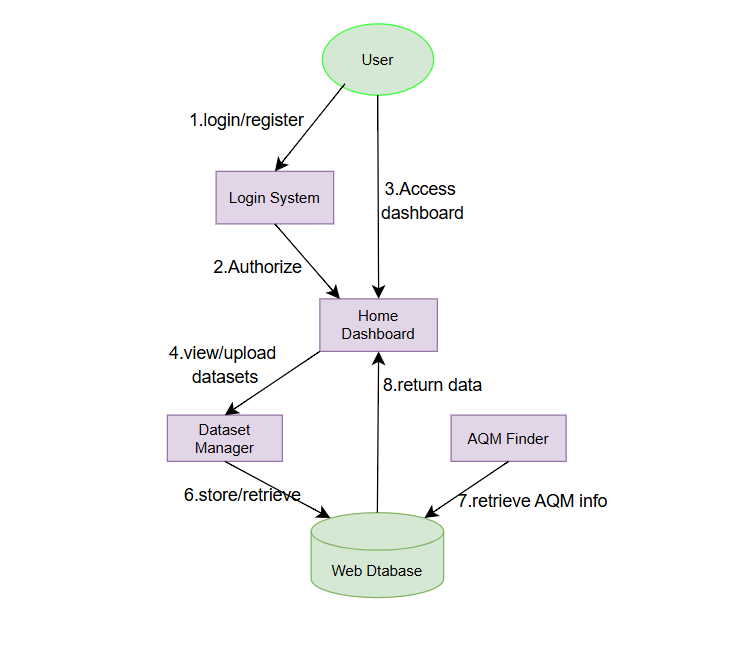 User
1.login/register
Login System
3.Access
dashboard
2.Authorize
Home
Dashboard
4.view/upload
datasets
8.return data
Dataset
Manager
AQM Finder
6.store/retrieve
7.retrieve AQM info
Web Dtabase